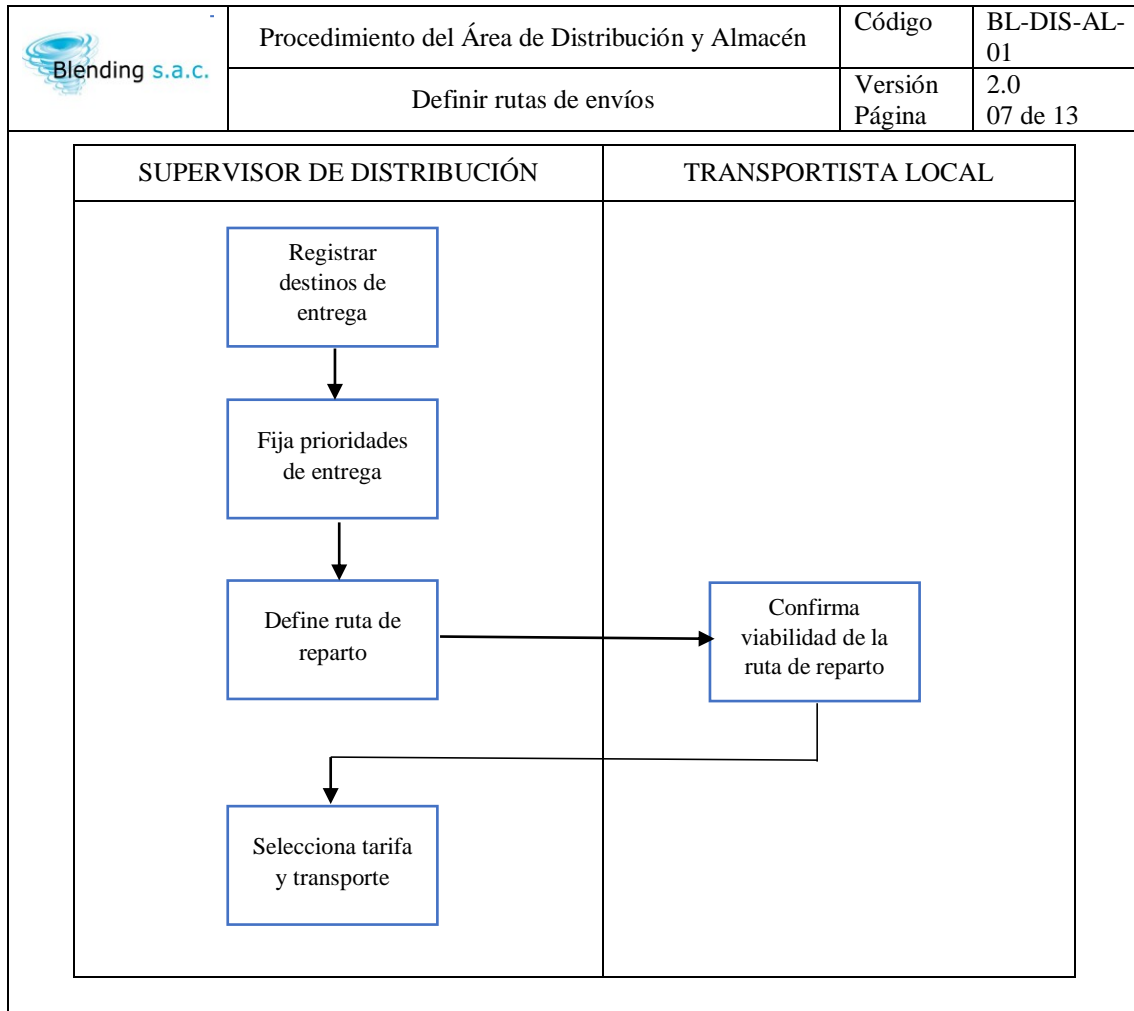 Blending s.a.c.
Procedimiento del Área de Distribución y Almacén
Código
BL-DIS-AL-
01
Definir rutas de envíos
Versión
2.0
Página
07 de 13
SUPERVISOR DE DISTRIBUCIÓN
TRANSPORTISTA LOCAL
Registrar
destinos de
entrega
Fija prioridades
de entrega
Define ruta de
reparto
Confirma
viabilidad de la
ruta de reparto
Selecciona tarifa
y transporte